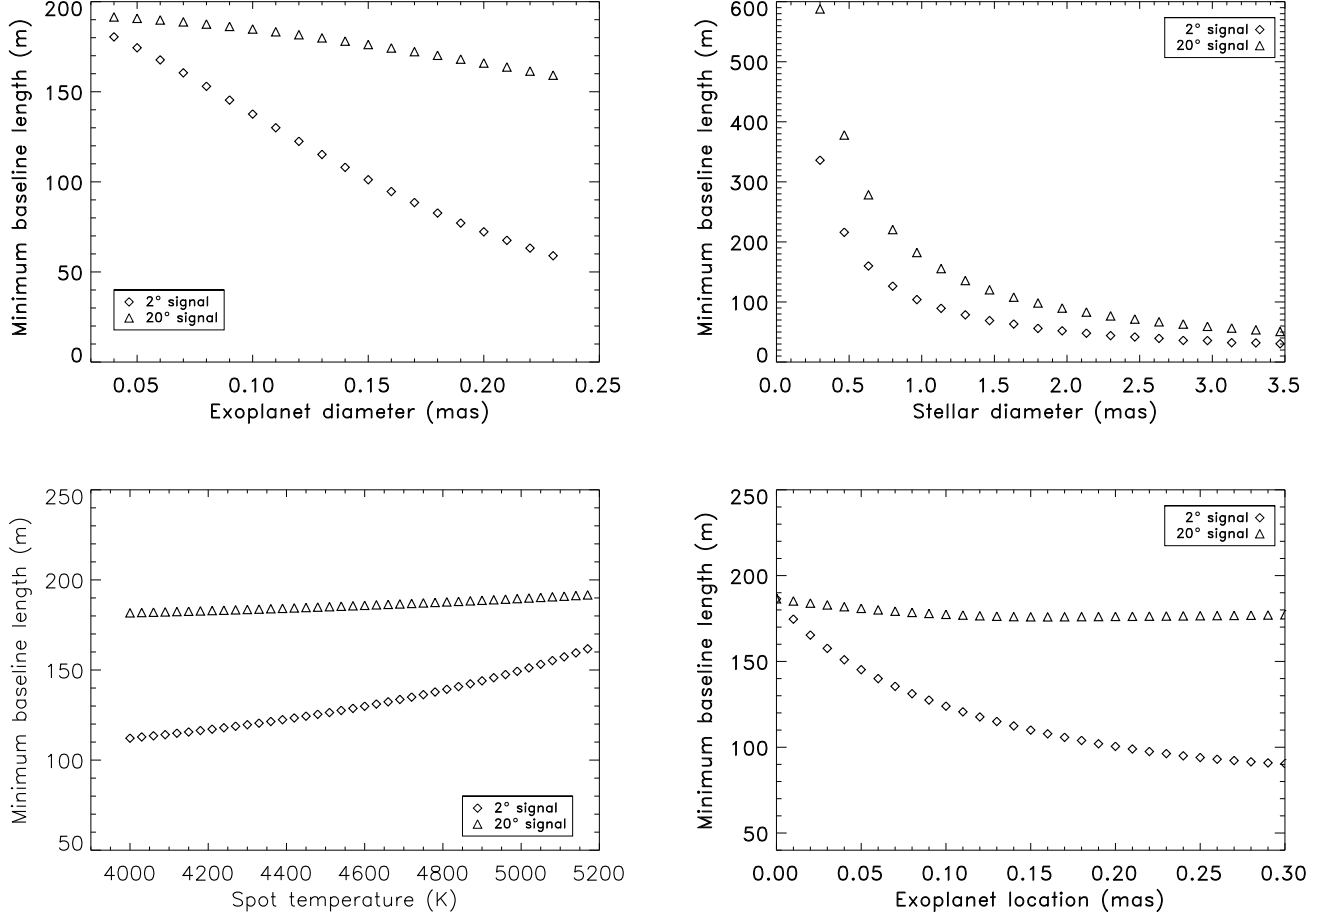 200
150
100
50
0
Minimum baseline length (m)
2° signal
20° signal
0.05 0.10 0.15 0.20 0.25
Exoplanet diameter (mas)
600
500
400
300
200
100
0
Minimum baseline length (m)
2° signal
20° signal
0.0 0.5 1.0 1.5 2.0 2.5 3.0 3.5
Stellar diameter (mas)
250
200
150
100
50
Minimum baseline length (m)
2° signal
20° signal
4000 4200 4400 4600 4800 5000 5200
Spot temperature (K)
250
200
150
100
50
Minimum baseline length (m)
2° signal
20° signal
0.00 0.05 0.10 0.15 0.20 0.25 0.30
Exoplanet location (mas)